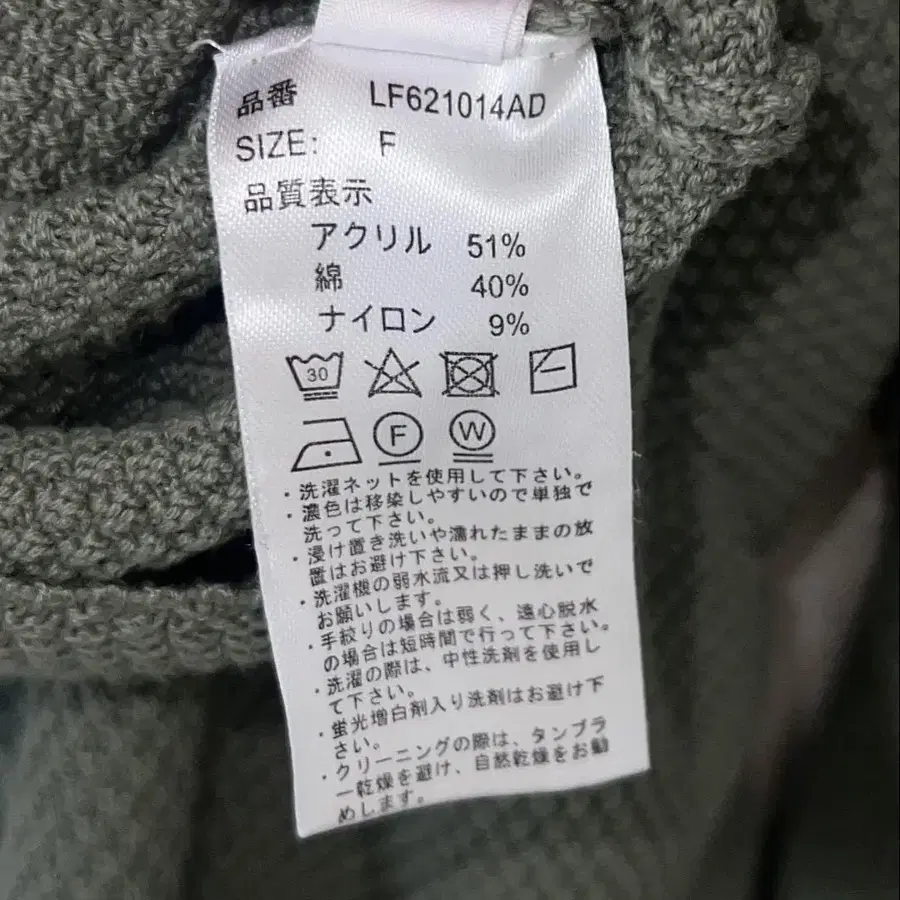 品番 LF621014AD
SIZE: F
品質表示
アクリル 51%
綿 40%
ナイロン 9%
30
F W
・洗濯ネットを使用して下さい。
・濃色は移染しやすいので単独で
洗って下さい。
・浸け置き洗いや濡れたままの放
置はお避け下さい。
・洗濯機の弱水流又は押し洗いで
お願いします。
・手絞りの場合は弱く、遠心脱水
の場合は短時間で行って下さい。
・洗濯の際は、中性洗剤を使用し
て下さい。
・蛍光増白剤入り洗剤はお避け下
さい。
・クリーニングの際は、タンブラ
ー乾燥を避け、自然乾燥をお勧
めします。